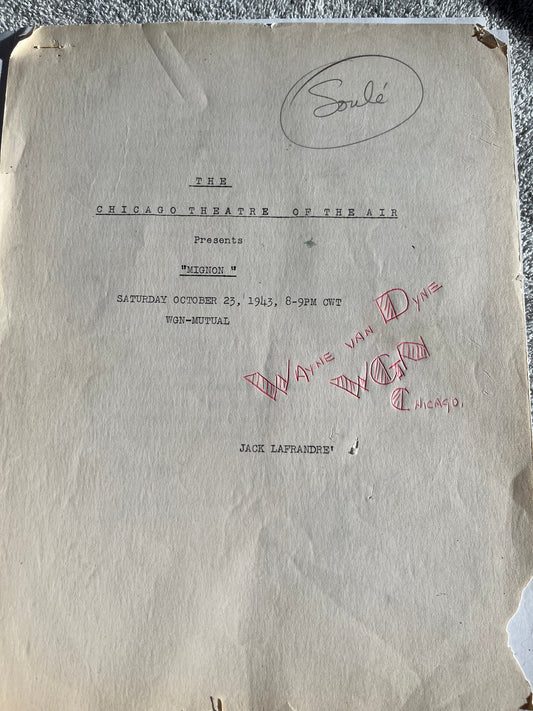 Soulé
THE
CHICAGO THEATRE OF THE AIR
Presents
"MIGNON "
SATURDAY OCTOBER 23, 1943, 8-9PM CWT
WGN-MUTUAL
WAYNE VAN DYNE
WGN
CHICAGO.
JACK LAFRANDRE'